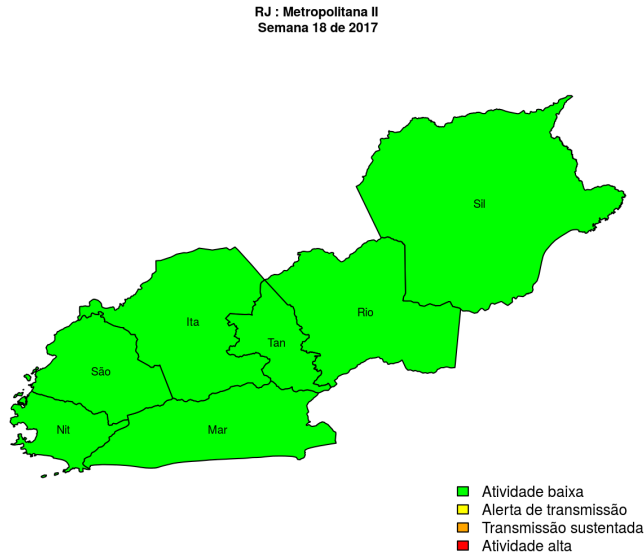 RJ : Metropolitana II
Semana 18 de 2017
Sil
Rio
Ita
Tan
São
Nit
Mar
Atividade baixa
Alerta de transmissão
Transmissão sustentada
Atividade alta